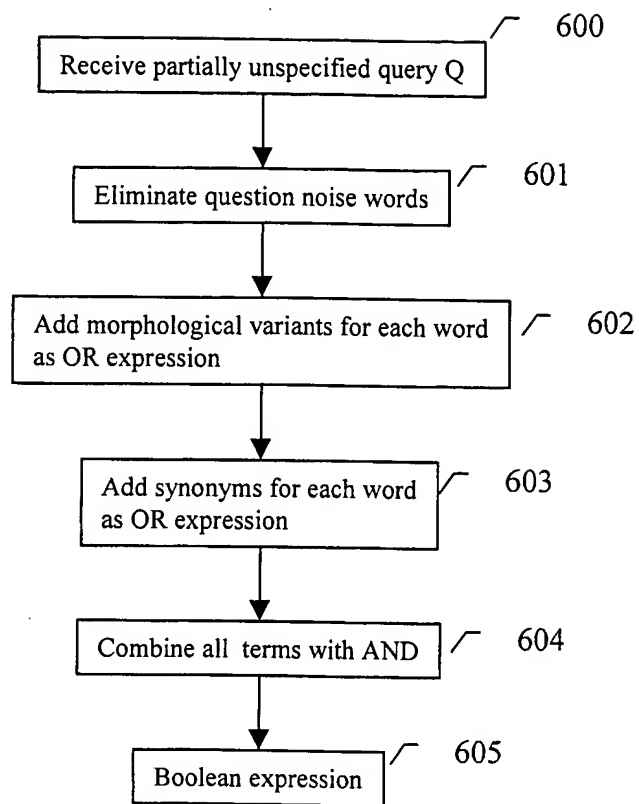 600
Receive partially unspecified query Q
601
Eliminate question noise words
602
Add morphological variants for each word
as OR expression
603
Add synonyms for each word
as OR expression
604
Combine all terms with AND
605
Boolean expression